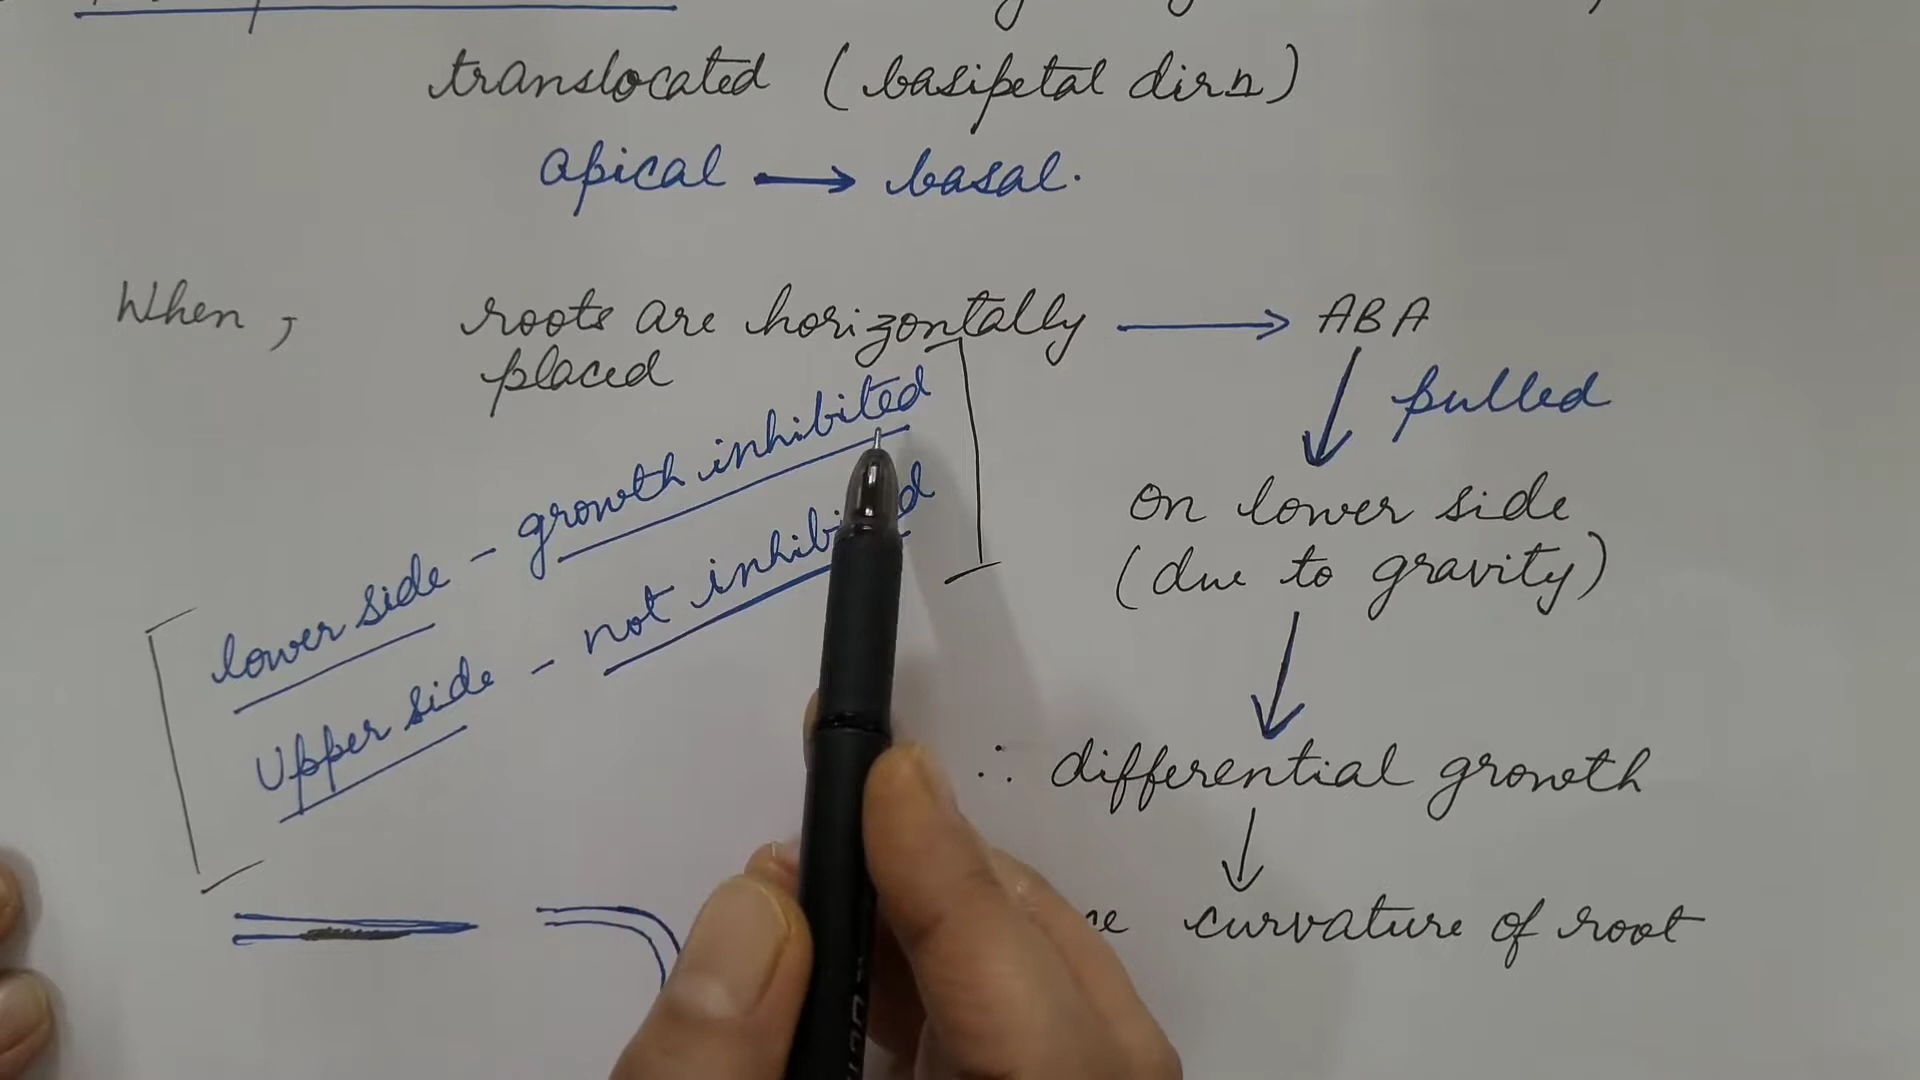 translocated (basipetal dirn)
apical → basal.
When, roots are horizontally → ABA
placed
pulled
lower side - growth inhibited
Upper side - not
on lower side
(due to gravity)
∴ differential growth
curvature of root